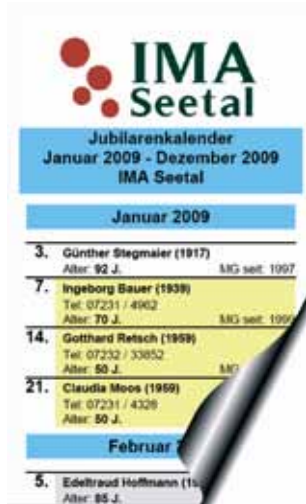 IMA
Seetal
Jubilarenkalender
Januar 2009 - Dezember 2009
IMA Seetal
Januar 2009
3. Günther Stegmaier (1917)
Alter: 92 J. MG seit: 1997
7. Ingeborg Bauer (1939)
Tel: 07231 / 4962
Alter: 70 J. MG seit:
14. Gotthard Retsch (1959)
Tel: 07232 / 33852
Alter: 50 J. MG
21. Claudia Moos (1959)
Tel: 07231 / 4328
Alter: 50 J.
Februar
5. Edeltraud Hoffmann
Alter: 85 J.